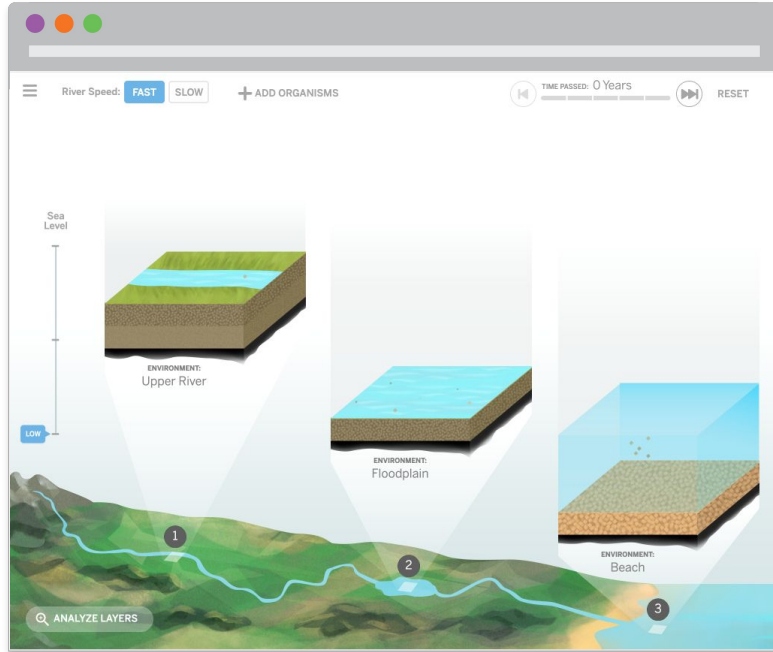 River Speed: FAST SLOW + ADD ORGANISMS TIME PASSED: 0 Years RESET
Sea
Level
LOW
ENVIRONMENT:
Upper River
ENVIRONMENT:
Floodplain
ENVIRONMENT:
Beach
1
2
3
ANALYZE LAYERS